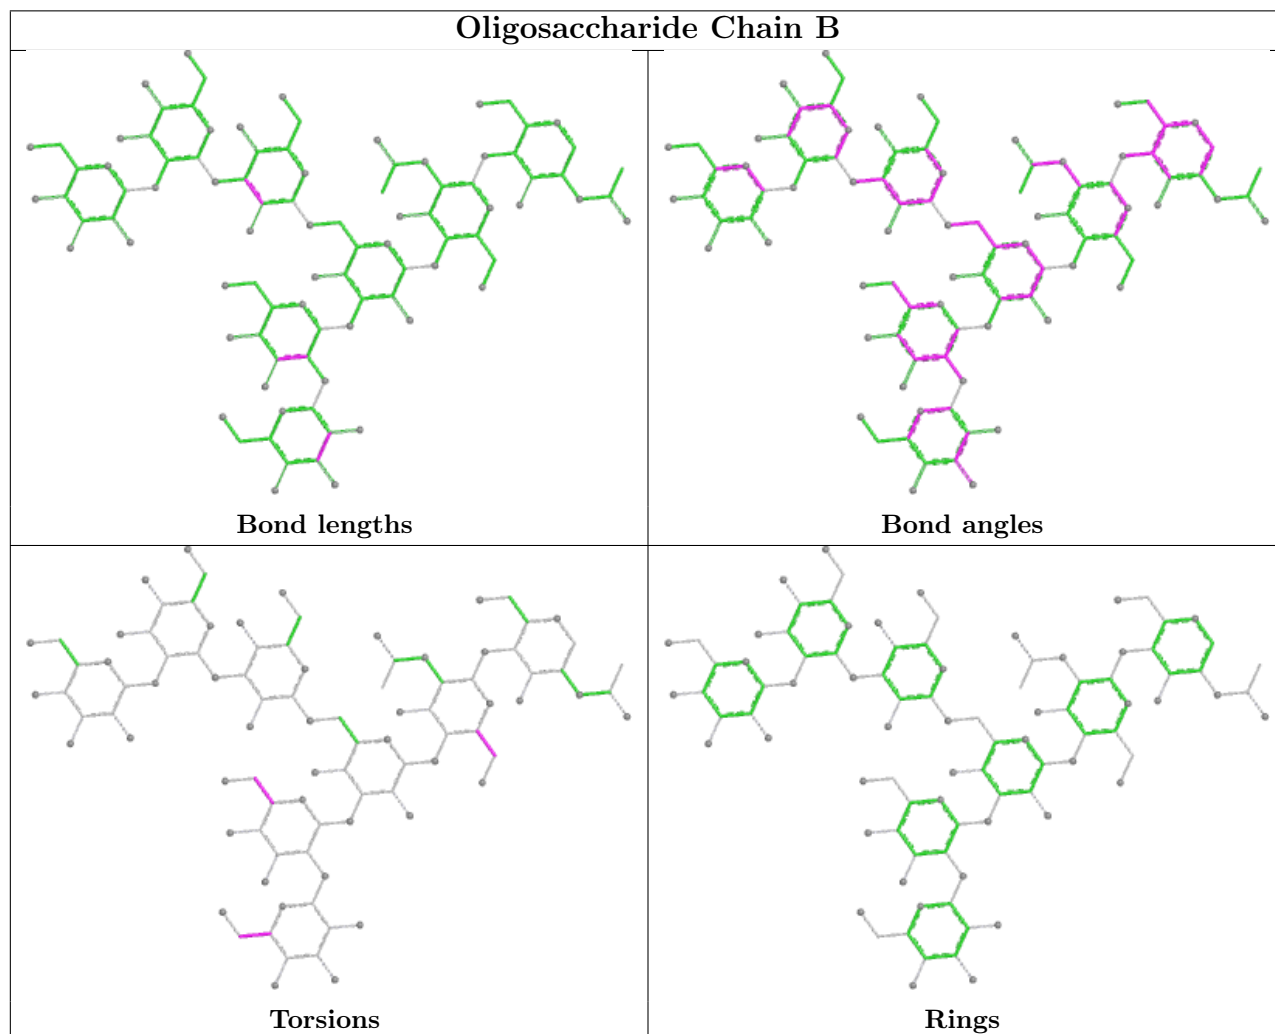 Oligosaccharide Chain B
Bond lengths
Bond angles
Torsions
Rings